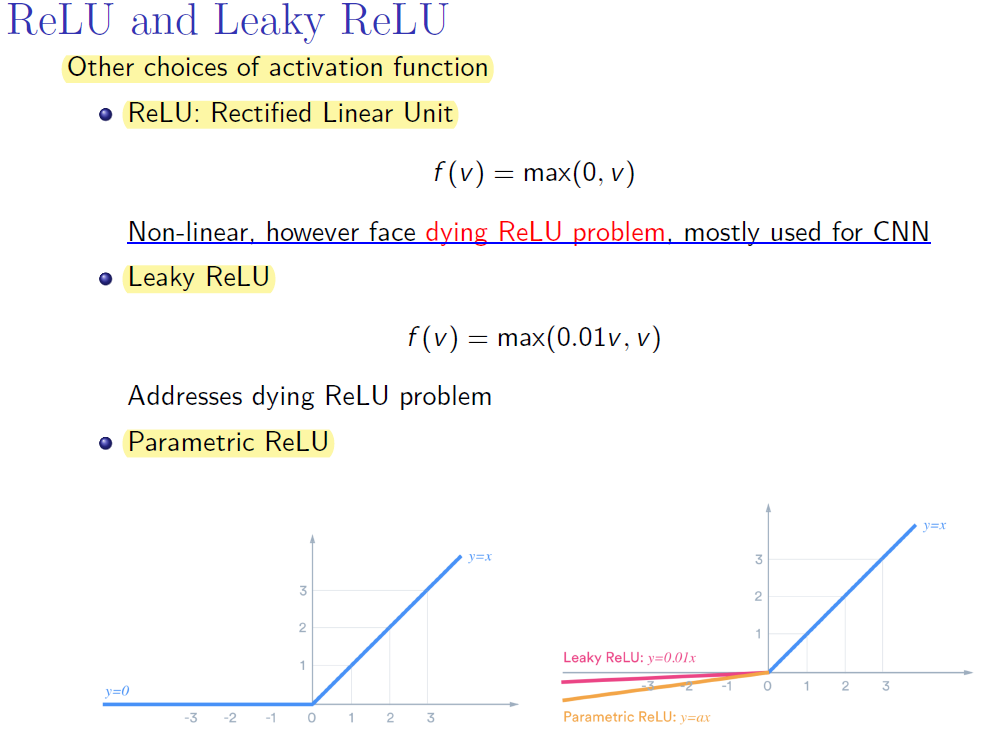 ReLU and Leaky ReLU
Other choices of activation function
ReLU: Rectified Linear Unit
f(v) = max(0, v)
Non-linear, however face dying ReLU problem, mostly used for CNN
Leaky ReLU
f(v) = max(0.01v, v)
Addresses dying ReLU problem
Parametric ReLU
y=x
3
2
1
y=0
-3 -2 -1 0 1 2 3
y=x
3
2
1
Leaky ReLU: y=0.01x
-3 -2 -1 0 1 2 3
Parametric ReLU: y=ax